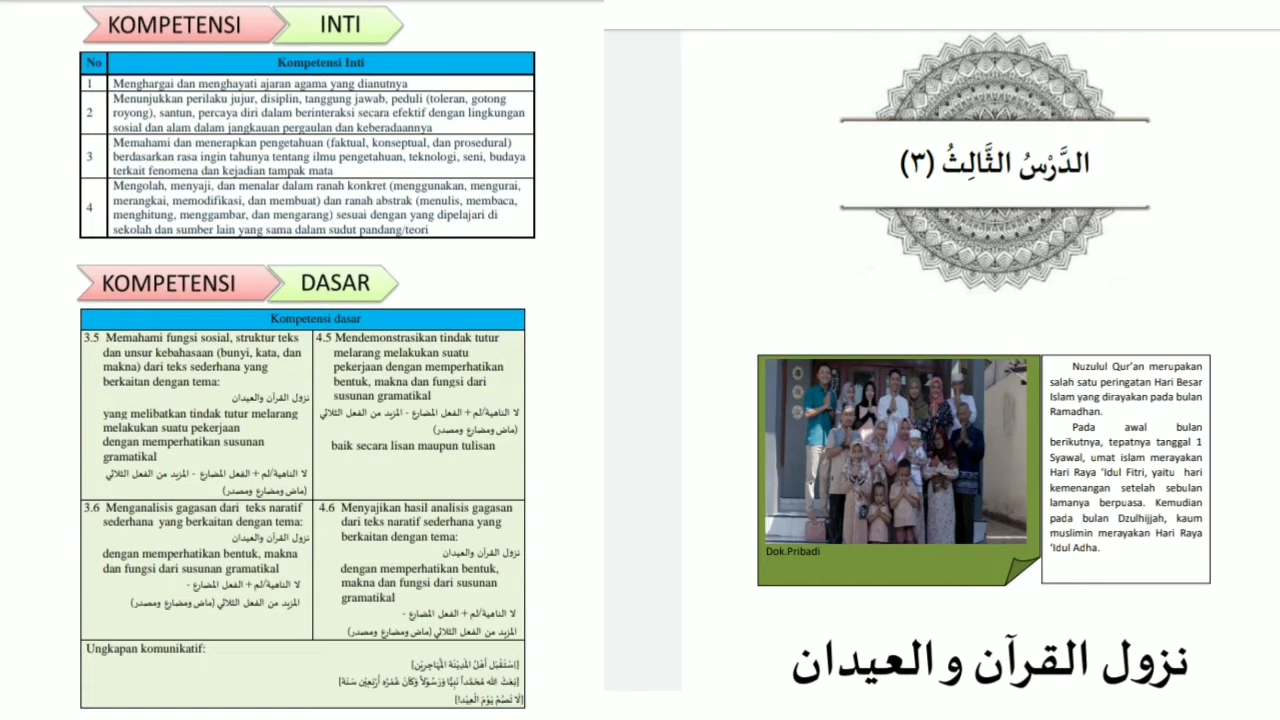 KOMPETENSI INTI
No Kompetensi Inti
1 Menghargai dan menghayati ajaran agama yang dianutnya
2 Menunjukkan perilaku jujur, disiplin, tanggung jawab, peduli (toleran, gotong
royong), santun, percaya diri dalam berinteraksi secara efektif dengan lingkungan
sosial dan alam dalam jangkauan pergaulan dan keberadaannya
3 Memahami dan menerapkan pengetahuan (faktual, konseptual, dan prosedural)
berdasarkan rasa ingin tahunya tentang ilmu pengetahuan, teknologi, seni, budaya
terkait fenomena dan kejadian tampak mata
4 Mengolah, menyaji, dan menalar dalam ranah konkret (menggunakan, mengurai,
merangkai, memodifikasi, dan membuat) dan ranah abstrak (menulis, membaca,
menghitung, menggambar, dan mengarang) sesuai dengan yang dipelajari di
sekolah dan sumber lain yang sama dalam sudut pandang/teori
KOMPETENSI DASAR
Kompetensi dasar
3.5 Memahami fungsi sosial, struktur teks
dan unsur kebahasaan (bunyi, kata, dan
makna) dari teks sederhana yang
berkaitan dengan tema:
نزول القرآن والعيدان
yang melibatkan tindak tutur melarang
melakukan suatu pekerjaan
dengan memperhatikan susunan
gramatikal
لا الناهية/لم + الفعل المضارع - المزيد من الفعل الثلاثي
(ماض ومضارع ومصدر)
4.5 Mendemonstrasikan tindak tutur
melarang melakukan suatu
pekerjaan dengan memperhatikan
bentuk, makna dan fungsi dari
susunan gramatikal
لا الناهية/لم + الفعل المضارع - المزيد من الفعل الثلاثي
(ماض ومضارع ومصدر)
baik secara lisan maupun tulisan
3.6 Menganalisis gagasan dari teks naratif
sederhana yang berkaitan dengan tema:
نزول القرآن والعيدان
dengan memperhatikan bentuk, makna
dan fungsi dari susunan gramatikal
لا الناهية/لم + الفعل المضارع -
المزيد من الفعل الثلاثي (ماض ومضارع ومصدر)
4.6 Menyajikan hasil analisis gagasan
dari teks naratif sederhana yang
berkaitan dengan tema:
نزول القرآن والعيدان
dengan memperhatikan bentuk,
makna dan fungsi dari susunan
gramatikal
لا الناهية/لم + الفعل المضارع -
المزيد من الفعل الثلاثي (ماض ومضارع ومصدر)
Ungkapan komunikatif:
[اِسْتَقْبَل أَهْلُ المَدِيْنَة المُهَاجِرِيْن]
[بَعَثَ الله مُحَمَّداً نَبِيًّا وَرَسُوْلاً وَكَانَ عُمْرُه أَرْبَعِيْن سَنَة]
[لَا تَصُمْ يَوْمَ العِيْد!]
الدَّرْسُ الثَّالِثُ (٣)
Nuzulul Qur’an merupakan
salah satu peringatan Hari Besar
Islam yang dirayakan pada bulan
Ramadhan.
Pada awal bulan
berikutnya, tepatnya tanggal 1
Syawal, umat islam merayakan
Hari Raya ‘Idul Fitri, yaitu hari
kemenangan setelah sebulan
lamanya berpuasa. Kemudian
pada bulan Dzulhijjah, kaum
muslimin merayakan Hari Raya
‘Idul Adha.
Dok.Pribadi
نزول القرآن و العيدان